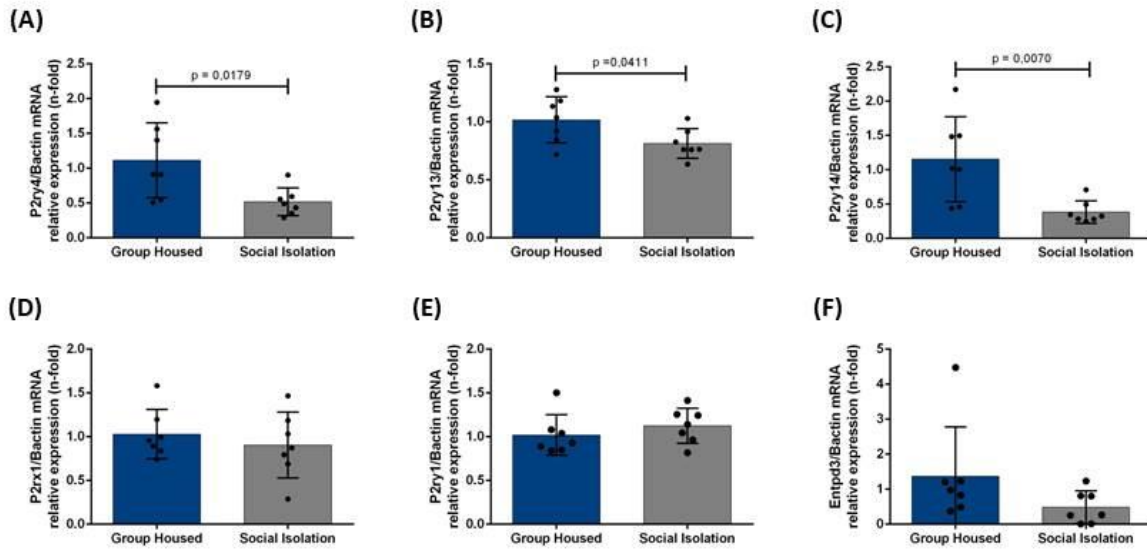 (A)
P2ry4/Bactin mRNA
relative expression (n-fold)
2.5
2.0
1.5
1.0
0.5
0.0
p = 0,0179
Group Housed
Social Isolation
(B)
P2ry13/Bactin mRNA
relative expression (n-fold)
1.5
1.0
0.5
0.0
p =0,0411
Group Housed
Social Isolation
(C)
P2ry14/Bactin mRNA
relative expression (n-fold)
2.5
2.0
1.5
1.0
0.5
0.0
p = 0,0070
Group Housed
Social Isolation
(D)
P2rx1/Bactin mRNA
relative expression (n-fold)
2.0
1.5
1.0
0.5
0.0
Group Housed
Social Isolation
(E)
P2ry1/Bactin mRNA
relative expression (n-fold)
2.0
1.5
1.0
0.5
0.0
Group Housed
Social Isolation
(F)
Entpd3/Bactin mRNA
relative expression (n-fold)
5
4
3
2
1
0
Group Housed
Social Isolation